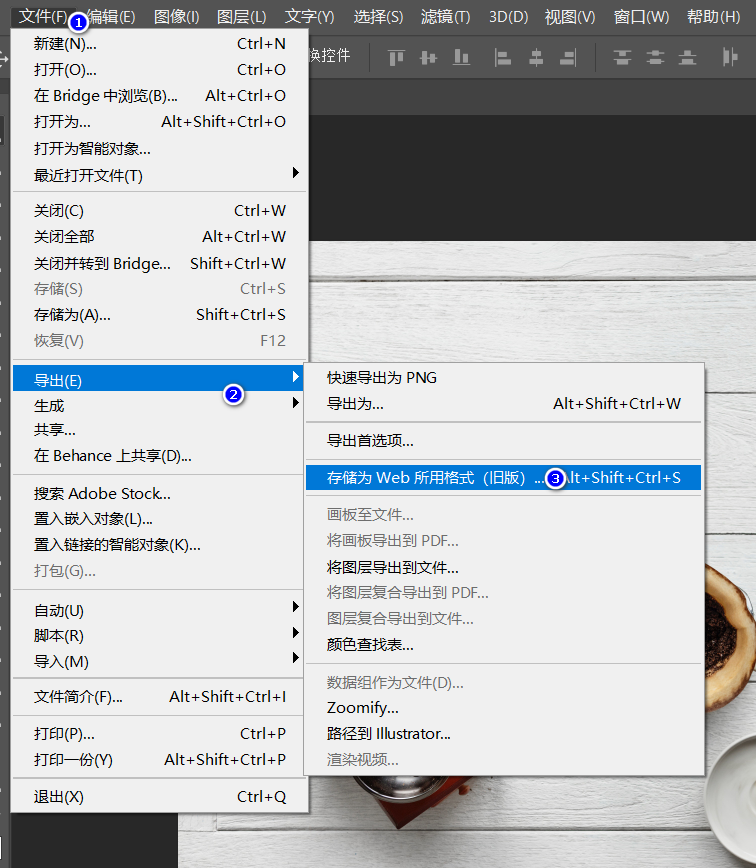 文件(F) 编辑(E) 图像(I) 图层(L) 文字(Y) 选择(S) 滤镜(T) 3D(D) 视图(V) 窗口(W) 帮助(H)
1
换控件
新建(N)... Ctrl+N
打开(O)... Ctrl+O
在 Bridge 中浏览(B)... Alt+Ctrl+O
打开为... Alt+Shift+Ctrl+O
打开为智能对象...
最近打开文件(T)
关闭(C) Ctrl+W
关闭全部 Alt+Ctrl+W
关闭并转到 Bridge... Shift+Ctrl+W
存储(S) Ctrl+S
存储为(A)... Shift+Ctrl+S
恢复(V) F12
导出(E)
2
生成
共享...
在 Behance 上共享(D)...
搜索 Adobe Stock...
置入嵌入对象(L)...
置入链接的智能对象(K)...
打包(G)...
自动(U)
脚本(R)
导入(M)
文件简介(F)... Alt+Shift+Ctrl+I
打印(P)... Ctrl+P
打印一份(Y) Alt+Shift+Ctrl+P
退出(X) Ctrl+Q
快速导出为 PNG
导出为... Alt+Shift+Ctrl+W
导出首选项...
存储为 Web 所用格式（旧版）... 3 Alt+Shift+Ctrl+S
画板至文件...
将画板导出到 PDF...
将图层导出到文件...
将图层复合导出到 PDF...
图层复合导出到文件...
颜色查找表...
数据组作为文件(D)...
Zoomify...
路径到 Illustrator...
渲染视频...